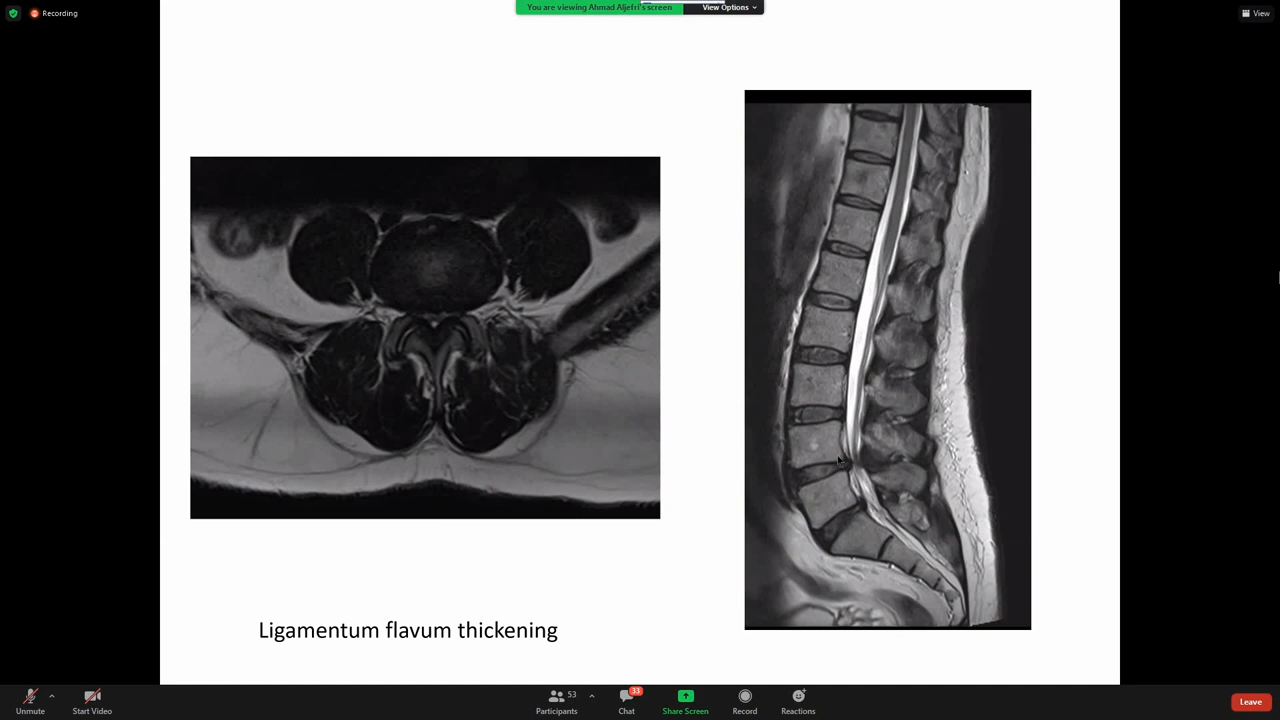 Recording
You are viewing Ahmad Aljefri's screen
View Options
View
Ligamentum flavum thickening
Unmute
Start Video
53
Participants
33
Chat
Share Screen
Record
Reactions
Leave